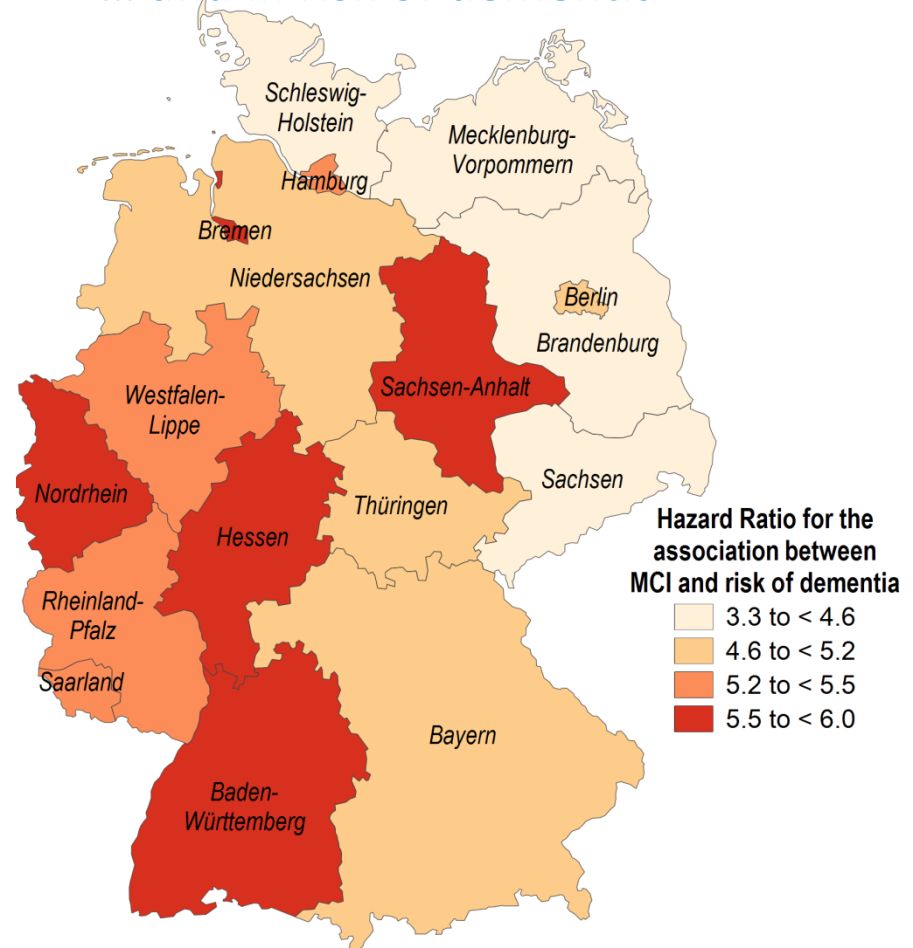 Schleswig-
Holstein
Mecklenburg-
Vorpommern
Hamburg
Bremen
Niedersachsen
Berlin
Brandenburg
Westfalen-
Lippe
Sachsen-Anhalt
Nordrhein
Hessen
Thüringen
Sachsen
Rheinland-
Pfalz
Saarland
Bayern
Baden-
Württemberg
Hazard Ratio for the
association between
MCI and risk of dementia
3.3 to < 4.6
4.6 to < 5.2
5.2 to < 5.5
5.5 to < 6.0